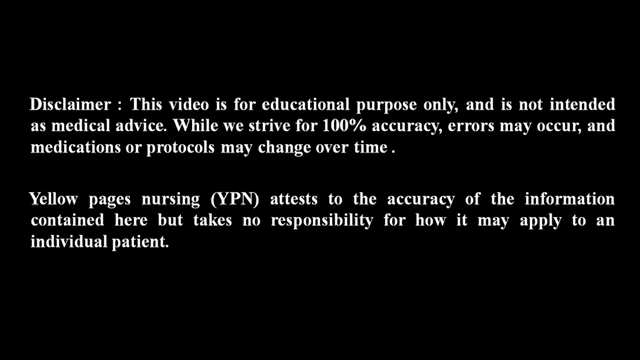 Disclaimer : This video is for educational purpose only, and is not intended
as medical advice. While we strive for 100% accuracy, errors may occur, and
medications or protocols may change over time .
Yellow pages nursing (YPN) attests to the accuracy of the information
contained here but takes no responsibility for how it may apply to an
individual patient.